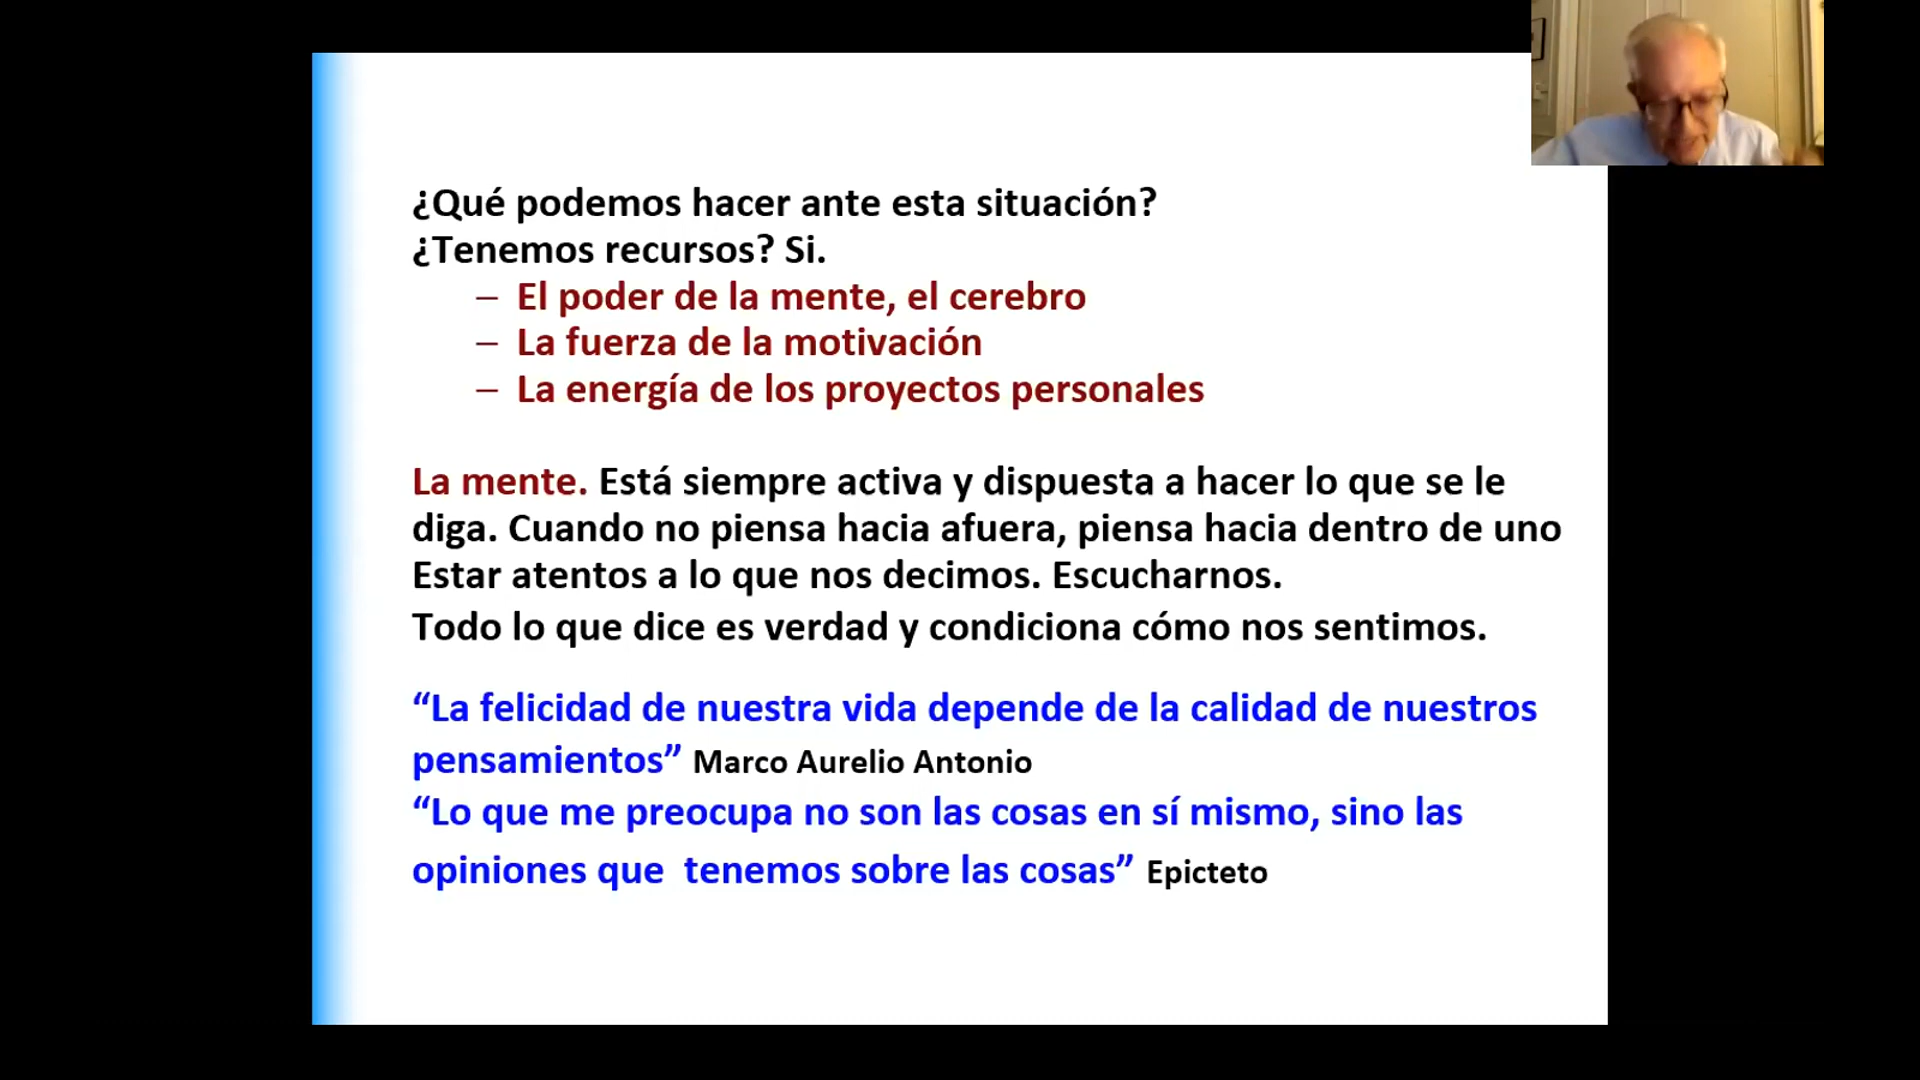 ¿Qué podemos hacer ante esta situación?
¿Tenemos recursos? Si.
– El poder de la mente, el cerebro
– La fuerza de la motivación
– La energía de los proyectos personales
La mente. Está siempre activa y dispuesta a hacer lo que se le
diga. Cuando no piensa hacia afuera, piensa hacia dentro de uno
Estar atentos a lo que nos decimos. Escucharnos.
Todo lo que dice es verdad y condiciona cómo nos sentimos.
“La felicidad de nuestra vida depende de la calidad de nuestros
pensamientos” Marco Aurelio Antonio
“Lo que me preocupa no son las cosas en sí mismo, sino las
opiniones que  tenemos sobre las cosas” Epicteto